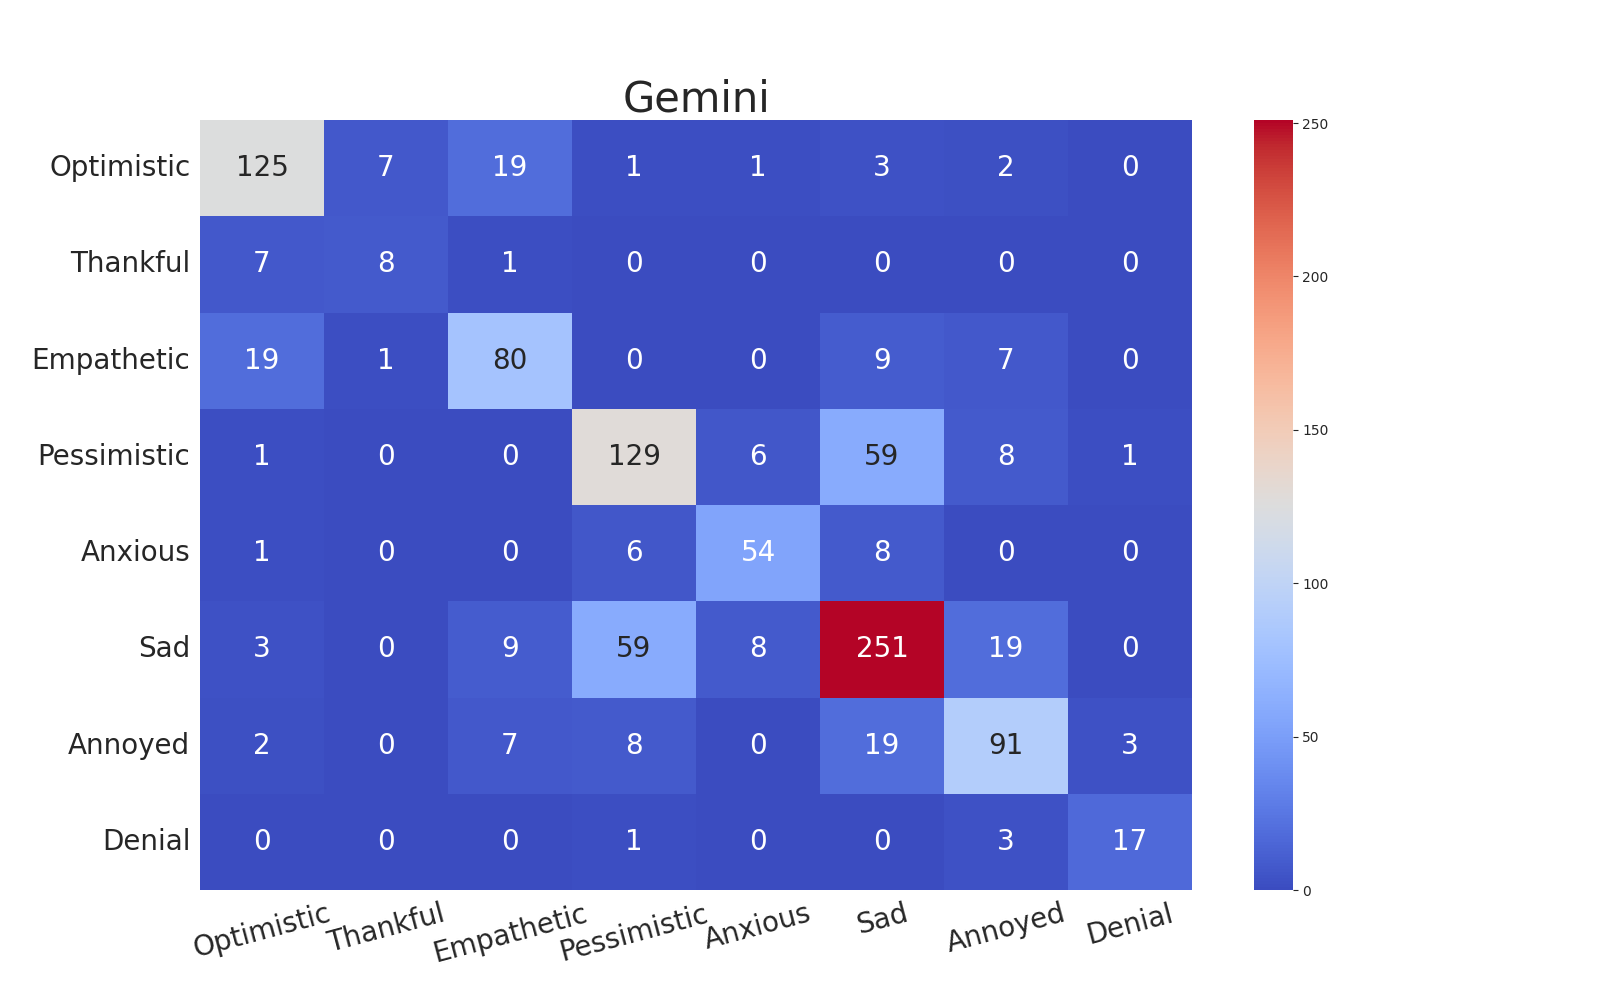 Gemini
Optimistic 125 7 19 1 1 3 2 0
Thankful 7 8 1 0 0 0 0 0
Empathetic 19 1 80 0 0 9 7 0
Pessimistic 1 0 0 129 6 59 8 1
Anxious 1 0 0 6 54 8 0 0
Sad 3 0 9 59 8 251 19 0
Annoyed 2 0 7 8 0 19 91 3
Denial 0 0 0 1 0 0 3 17
Optimistic Thankful Empathetic Pessimistic Anxious Sad Annoyed Denial
250
200
150
100
50
0